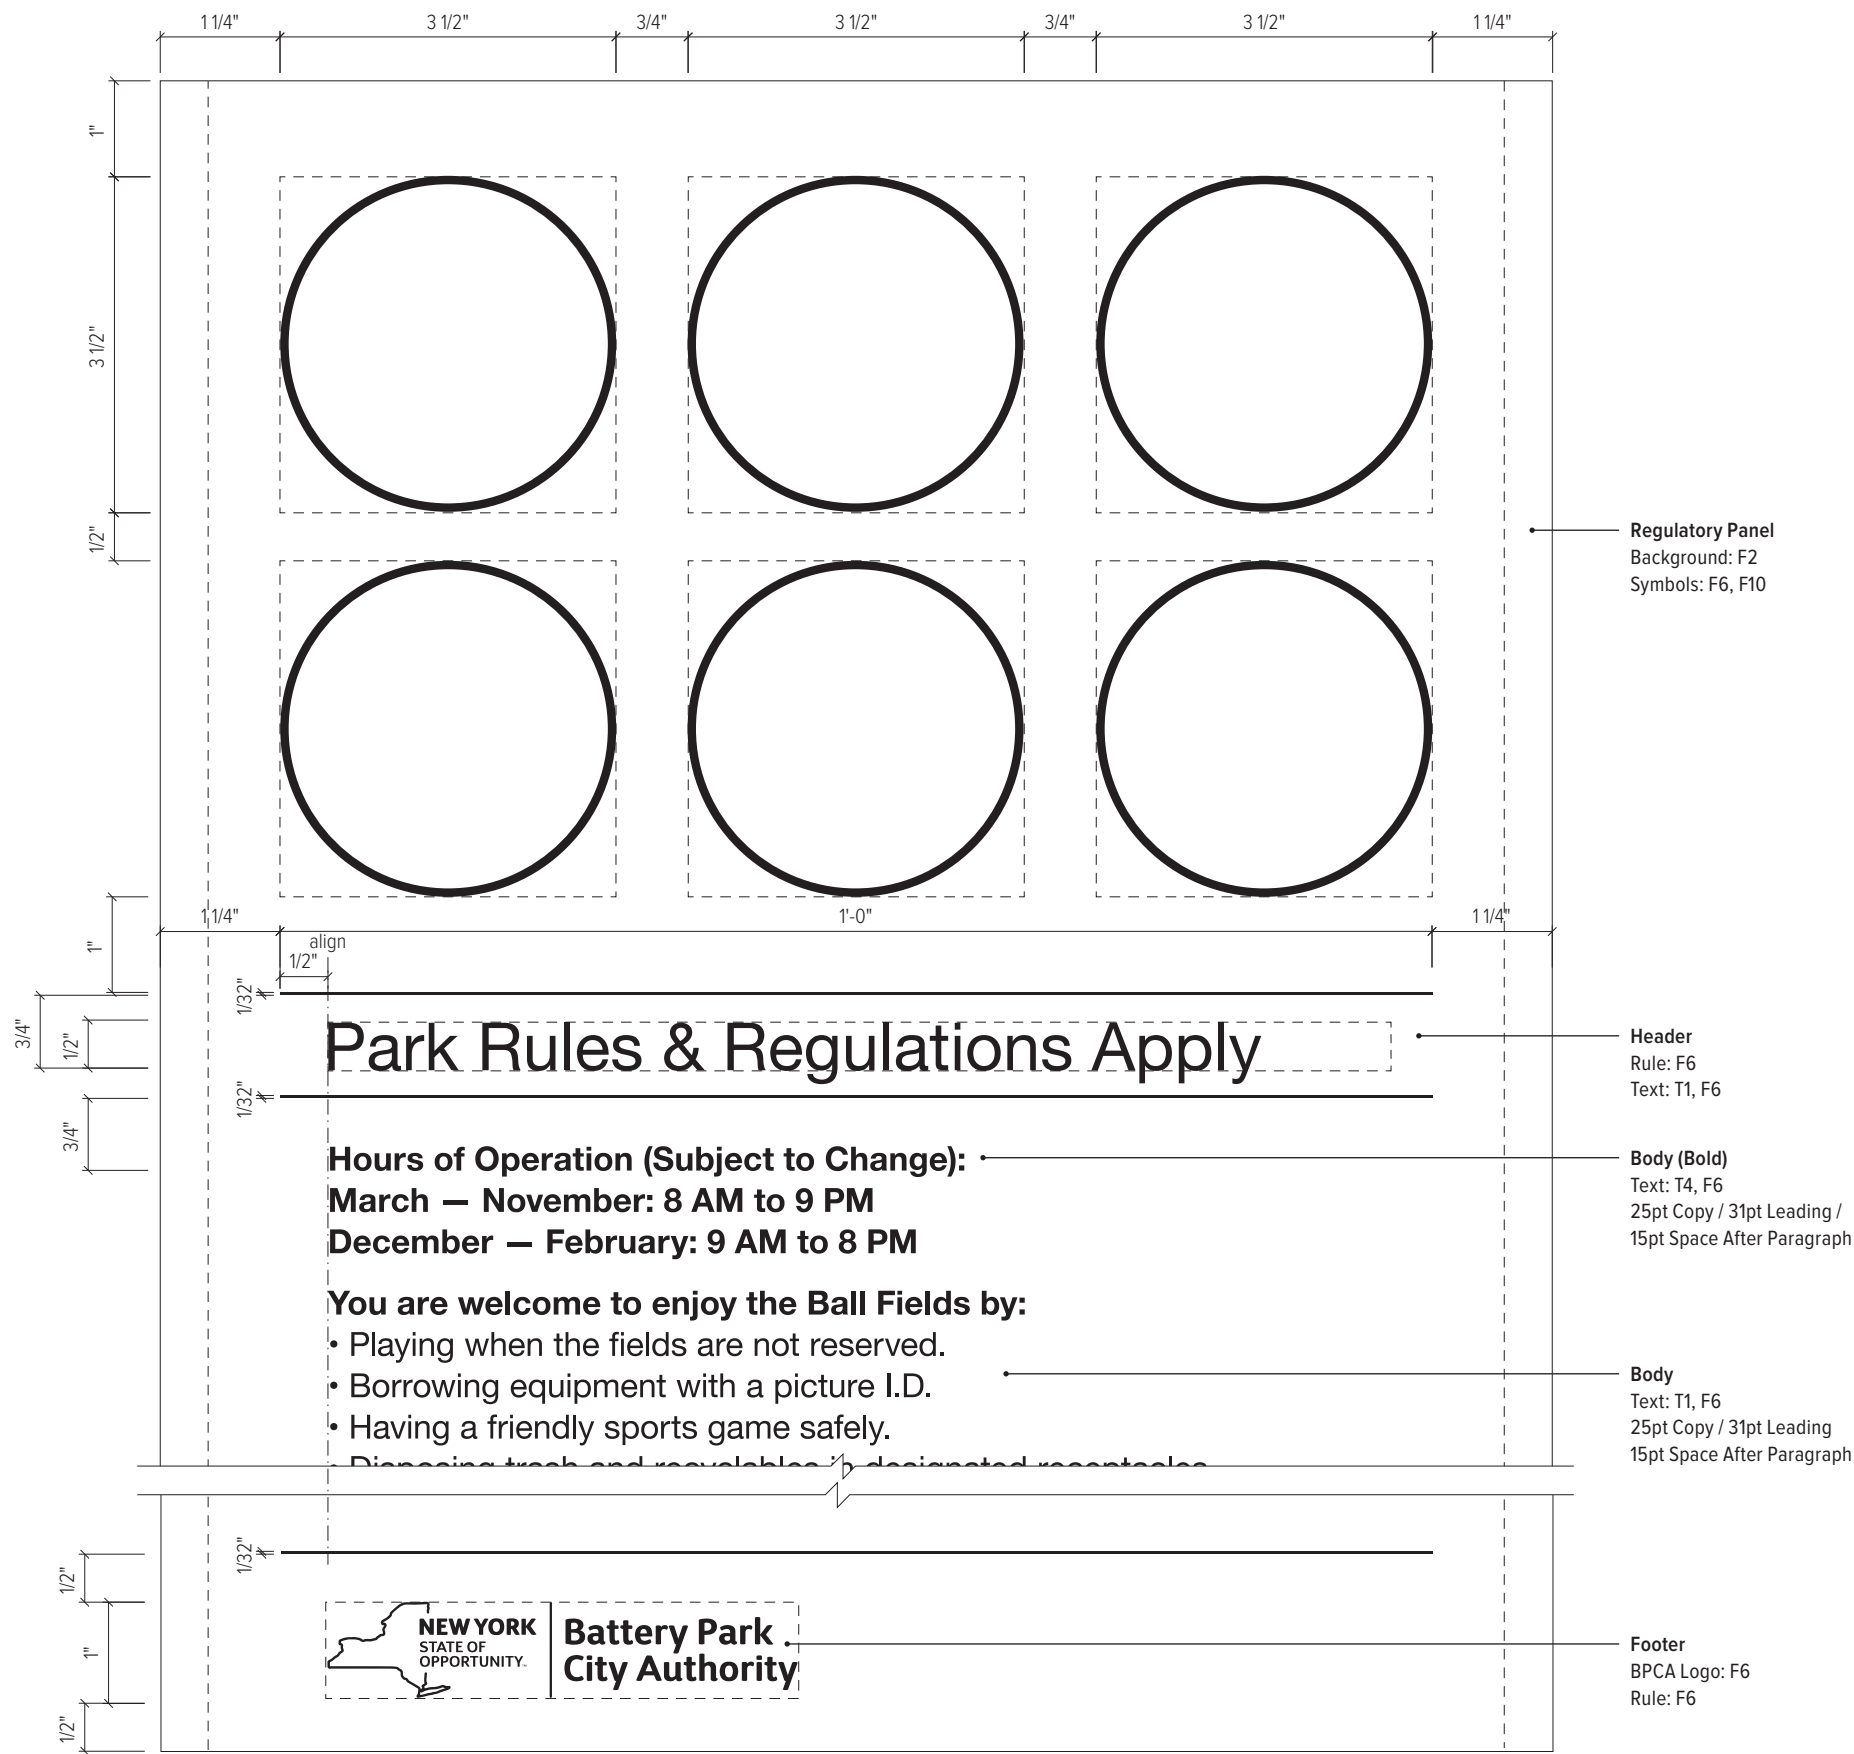 1 1/4" 3 1/2" 3/4" 3 1/2" 3/4" 3 1/2" 1 1/4"
1"
3 1/2"
1/2"
Regulatory Panel
Background: F2
Symbols: F6, F10
1 1/4" 1'-0" 1 1/4"
1"
align
1/2"
1/32"
3/4"
1/2"
Park Rules & Regulations Apply
Header
Rule: F6
Text: T1, F6
1/32"
3/4"
Hours of Operation (Subject to Change):
March — November: 8 AM to 9 PM
December — February: 9 AM to 8 PM
Body (Bold)
Text: T4, F6
25pt Copy / 31pt Leading /
15pt Space After Paragraph
You are welcome to enjoy the Ball Fields by:
• Playing when the fields are not reserved.
• Borrowing equipment with a picture I.D.
• Having a friendly sports game safely.
• Disposing trash and recyclables in designated receptacles
Body
Text: T1, F6
25pt Copy / 31pt Leading
15pt Space After Paragraph
1/32"
1/2"
1"
1/2"
NEW YORK
STATE OF
OPPORTUNITY™
Battery Park
City Authority
Footer
BPCA Logo: F6
Rule: F6